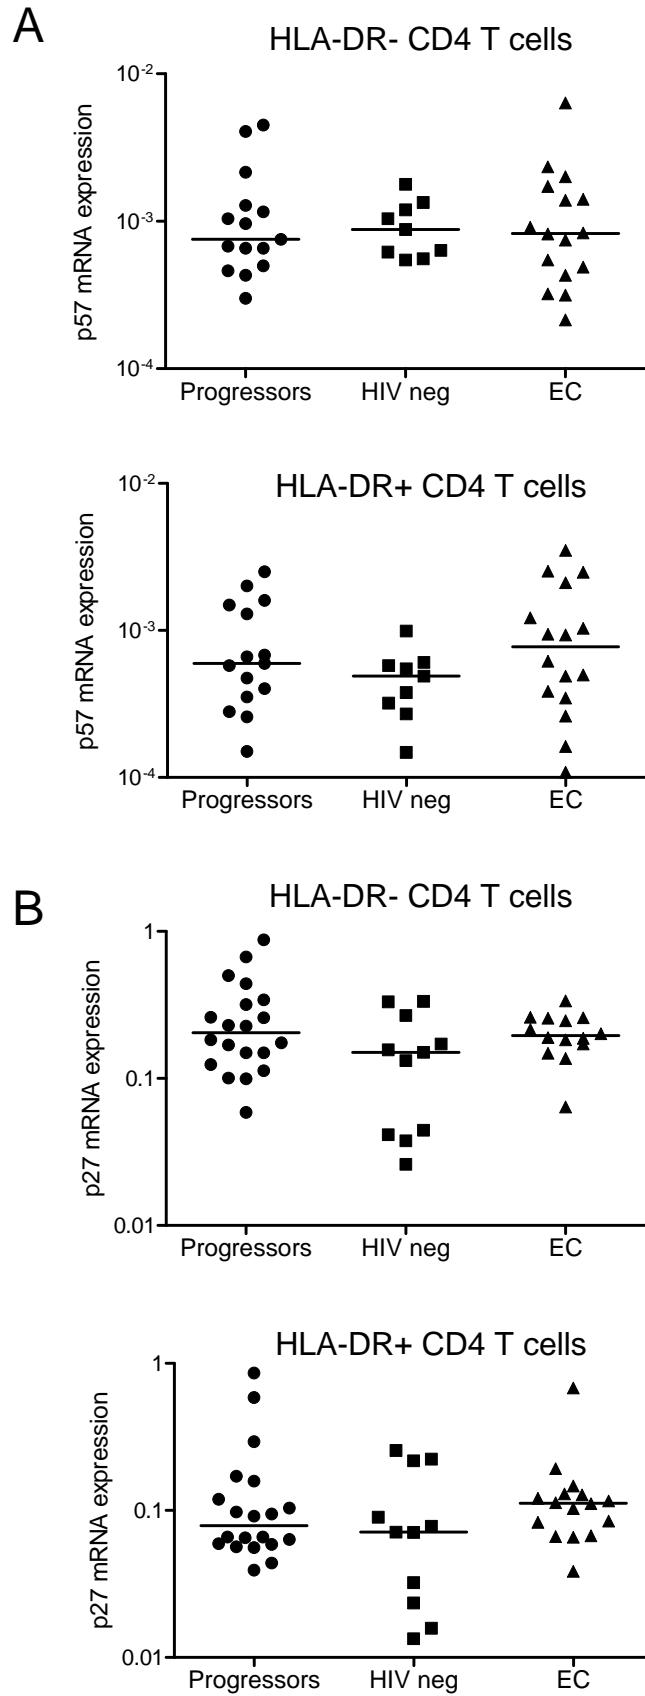 A
HLA-DR- CD4 T cells
p57 mRNA expression
10-2
10-3
10-4
Progressors HIV neg EC
HLA-DR+ CD4 T cells
p57 mRNA expression
10-2
10-3
10-4
Progressors HIV neg EC
B
HLA-DR- CD4 T cells
p27 mRNA expression
1
0.1
0.01
Progressors HIV neg EC
HLA-DR+ CD4 T cells
p27 mRNA expression
1
0.1
0.01
Progressors HIV neg EC